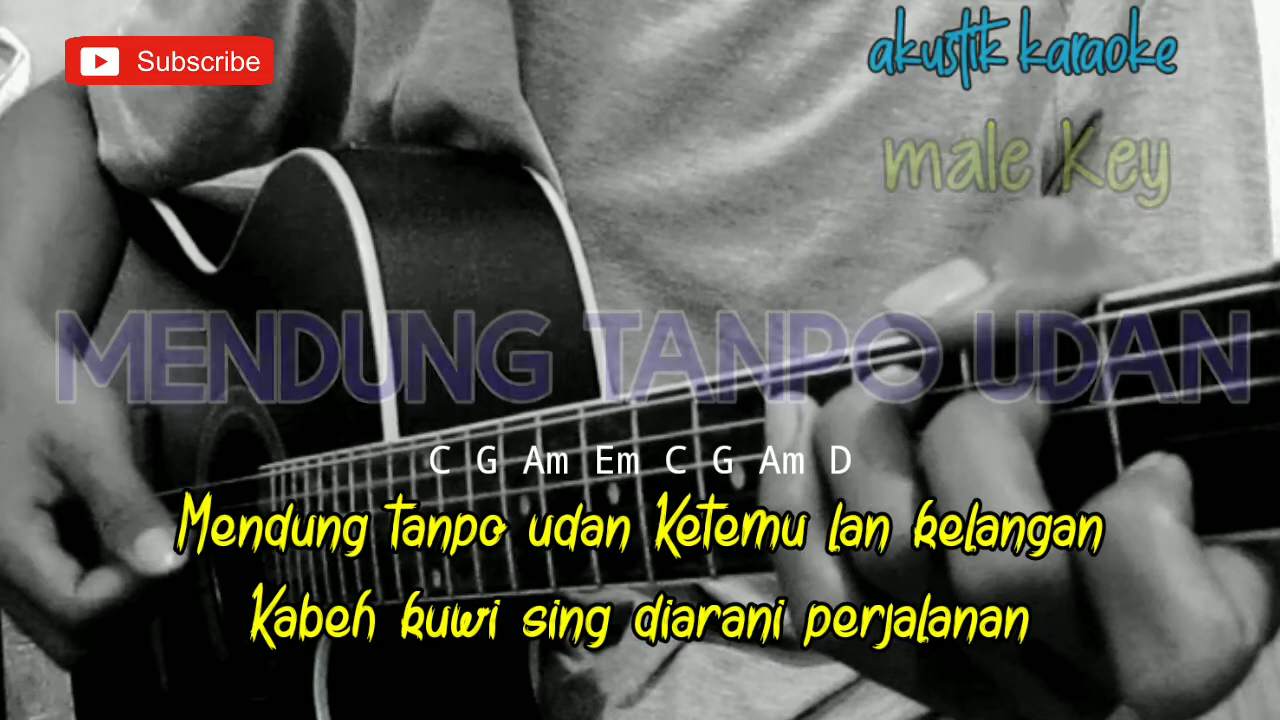 Subscribe
akustik karaoke
male Key
MENDUNG TANPO UDAN
C G Am Em C G Am D
Mendung tanpo udan Ketemu lan kelangan
Kabeh kuwi sing diarani perjalanan